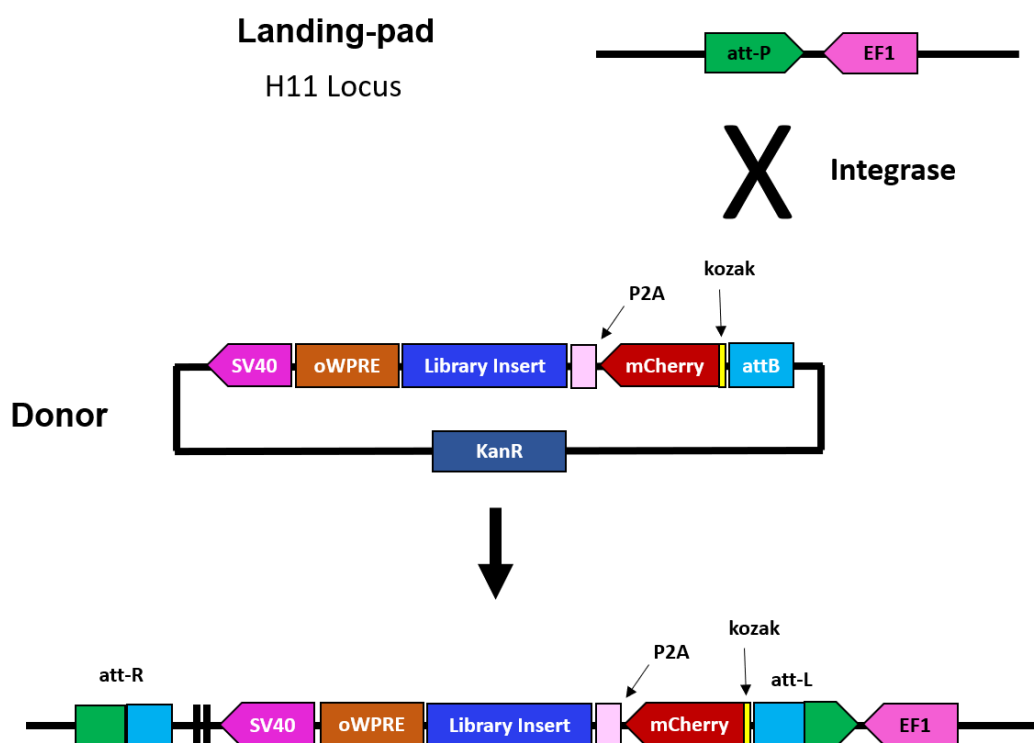 Landing-pad
H11 Locus
att-P
EF1
Integrase
kozak
P2A
SV40
oWPRE
Library Insert
mCherry
attB
Donor
KanR
kozak
P2A
att-R
att-L
SV40
oWPRE
Library Insert
mCherry
EF1